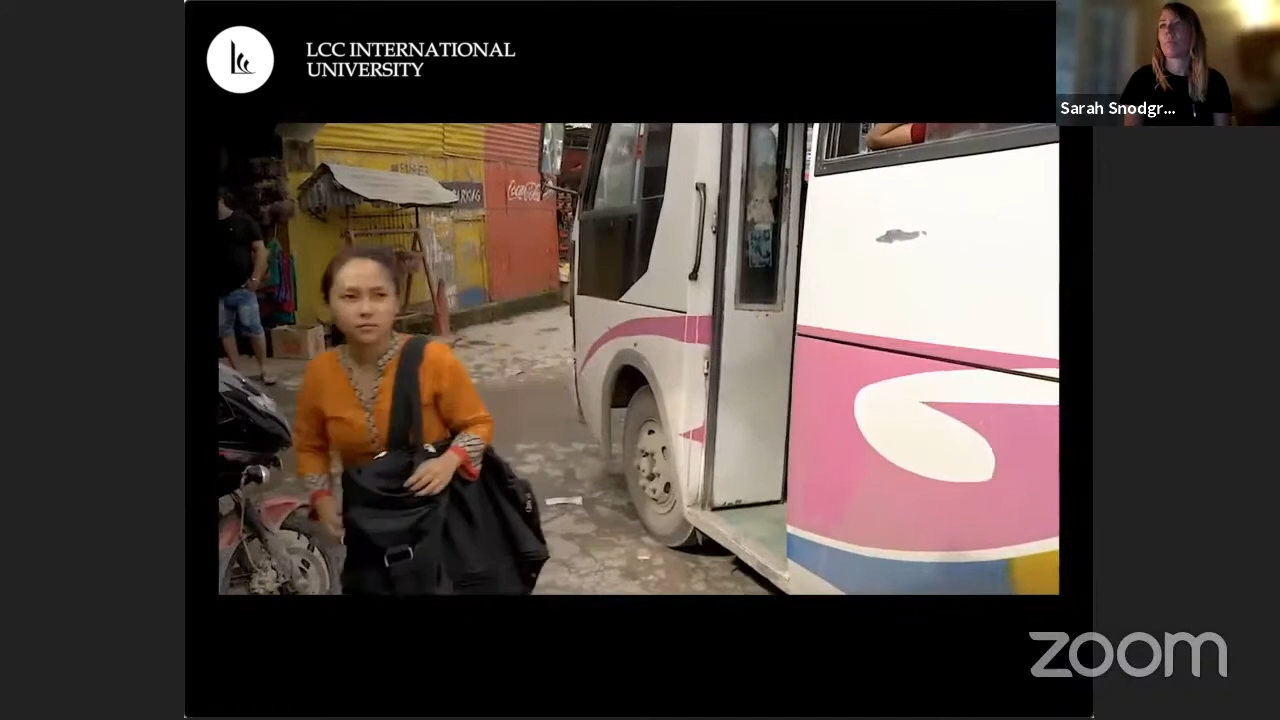 LCC INTERNATIONAL
UNIVERSITY
Sarah Snodgr...
Coca-Cola
zoom